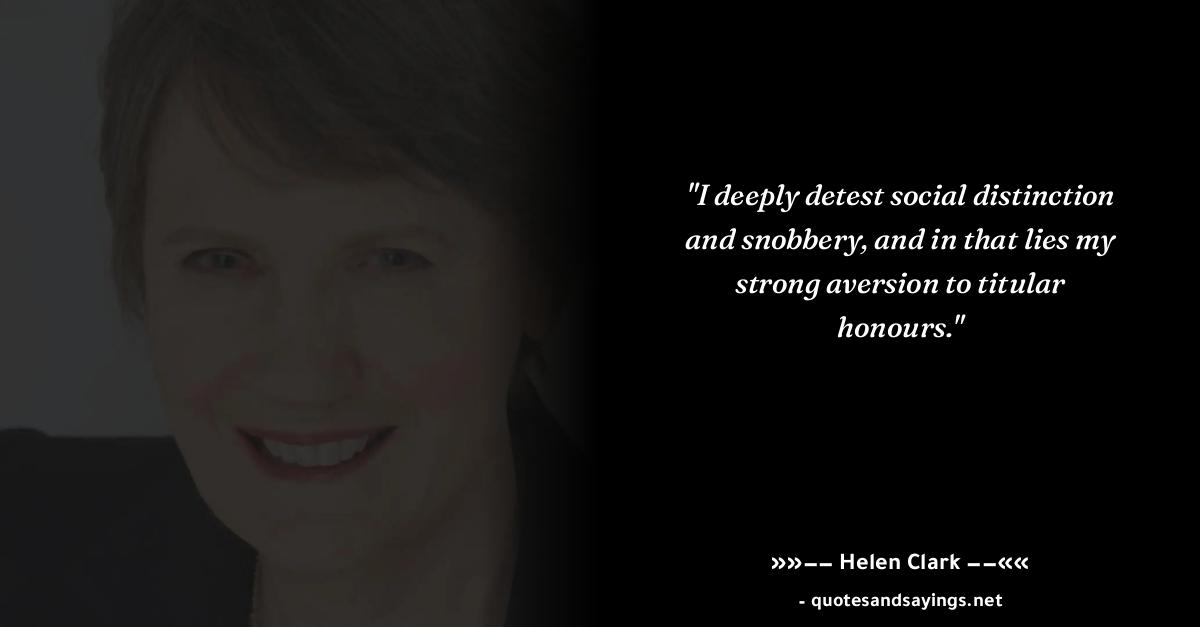 "I deeply detest social distinction
and snobbery, and in that lies my
strong aversion to titular
honours."
»»−− Helen Clark −−««
- quotesandsayings.net